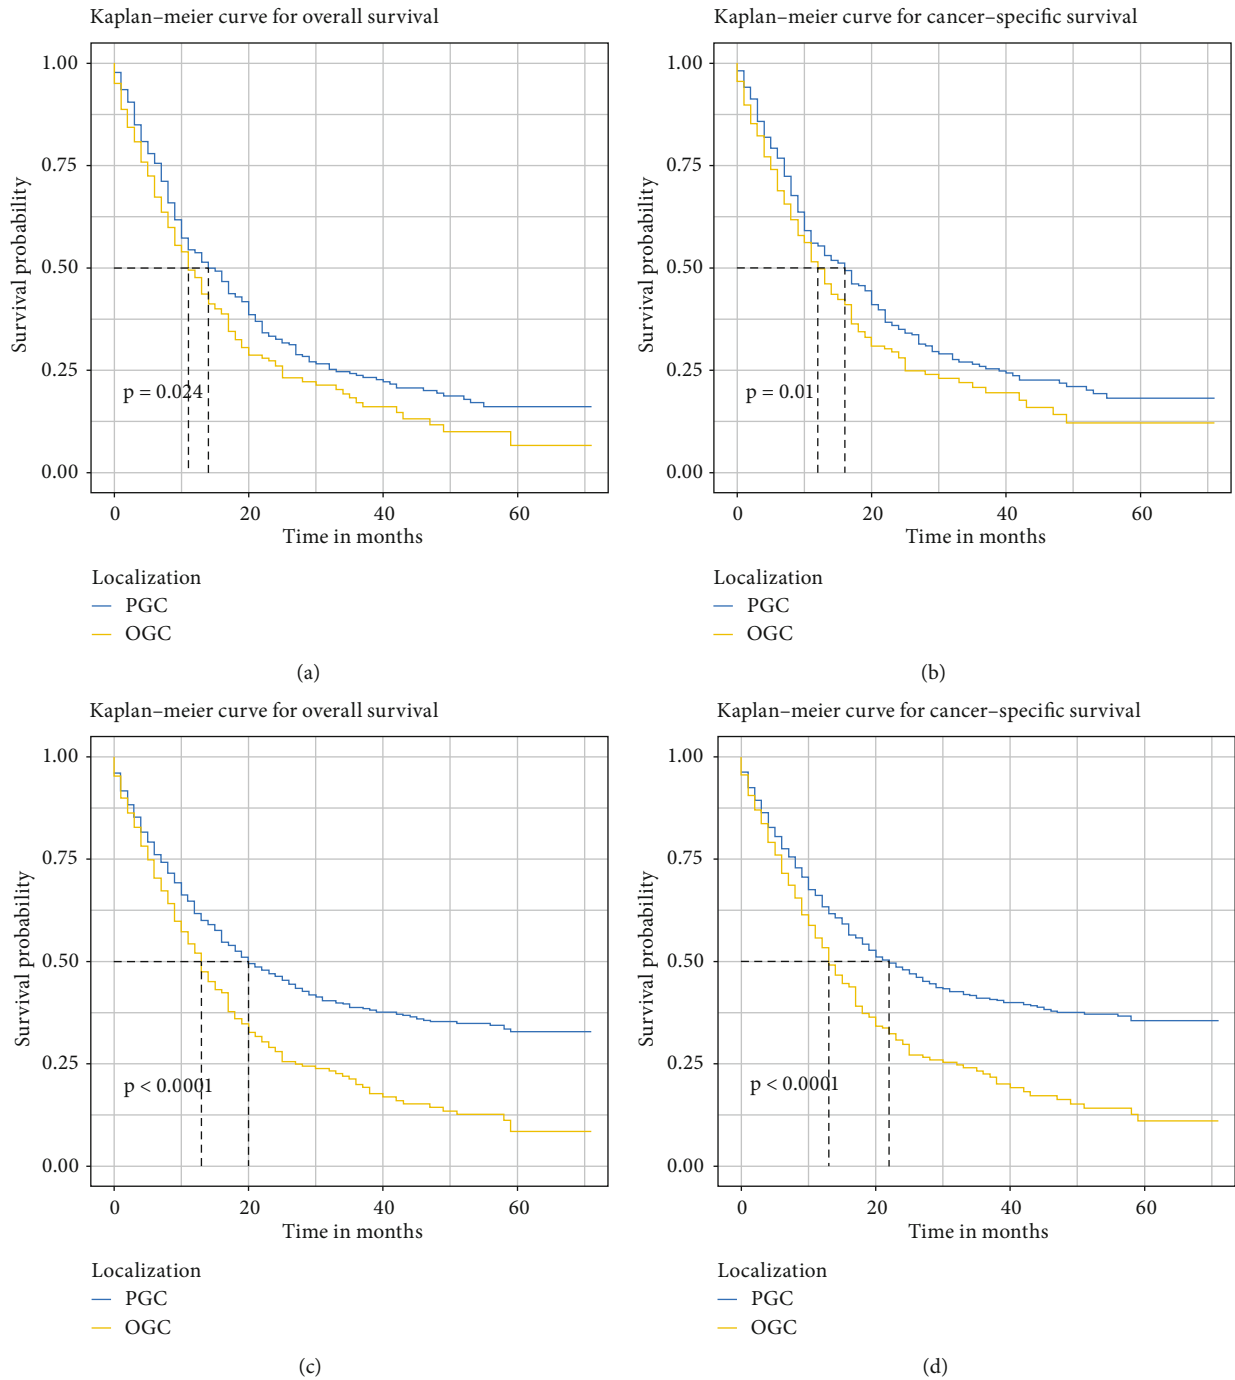 Kaplan–meier curve for overall survival
1.00
0.75
0.50
0.25
0.00
Survival probability
p = 0.024
0 20 40 60
Time in months
Localization
PGC
OGC
(a)
Kaplan–meier curve for cancer–specific survival
1.00
0.75
0.50
0.25
0.00
Survival probability
p = 0.01
0 20 40 60
Time in months
Localization
PGC
OGC
(b)
Kaplan–meier curve for overall survival
1.00
0.75
0.50
0.25
0.00
Survival probability
p < 0.0001
0 20 40 60
Time in months
Localization
PGC
OGC
(c)
Kaplan–meier curve for cancer–specific survival
1.00
0.75
0.50
0.25
0.00
Survival probability
p < 0.0001
0 20 40 60
Time in months
Localization
PGC
OGC
(d)